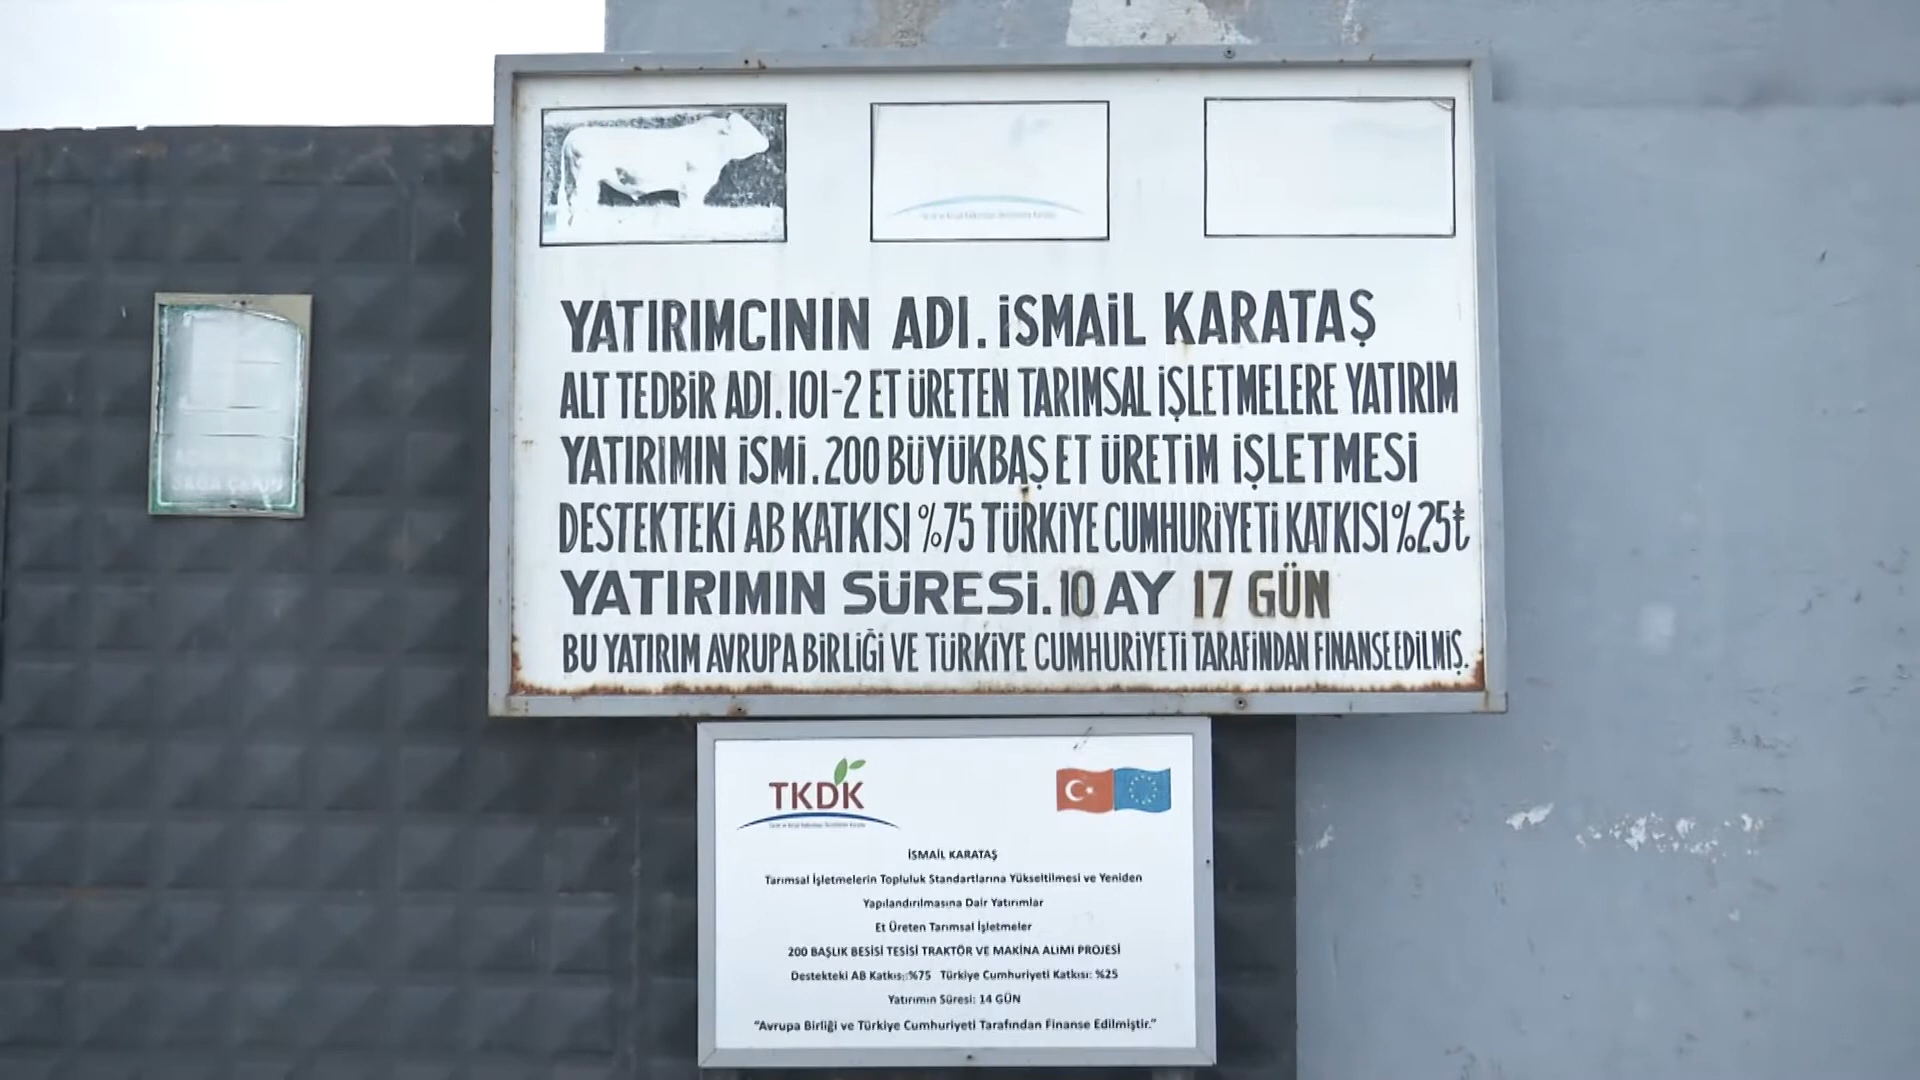 YATIRIMCININ ADI. İSMAİL KARATAŞ
ALT TEDBİR ADI. 101-2 ET ÜRETEN TARIMSAL İŞLETMELERE YATIRIM
YATIRIMIN İSMİ. 200 BÜYÜKBAŞ ET ÜRETİM İŞLETMESİ
DESTEKTEKİ AB KATKISI %75 TÜRKİYE CUMHURİYETİ KATKISI %25₺
YATIRIMIN SÜRESİ. 10 AY 17 GÜN
BU YATIRIM AVRUPA BİRLİĞİ VE TÜRKİYE CUMHURİYETİ TARAFINDAN FİNANSE EDİLMİŞ.
TKDK
İSMAİL KARATAŞ
Tarımsal İşletmelerin Topluluk Standartlarına Yükseltilmesi ve Yeniden
Yapılandırılmasına Dair Yatırımlar
Et Üreten Tarımsal İşletmeler
200 BAŞLIK BESİSİ TESİSİ TRAKTÖR VE MAKİNA ALIMI PROJESİ
Destekteki AB Katkıs:%75 Türkiye Cumhuriyeti Katkısı: %25
Yatırımın Süresi: 14 GÜN
"Avrupa Birliği ve Türkiye Cumhuriyeti Tarafından Finanse Edilmiştir."